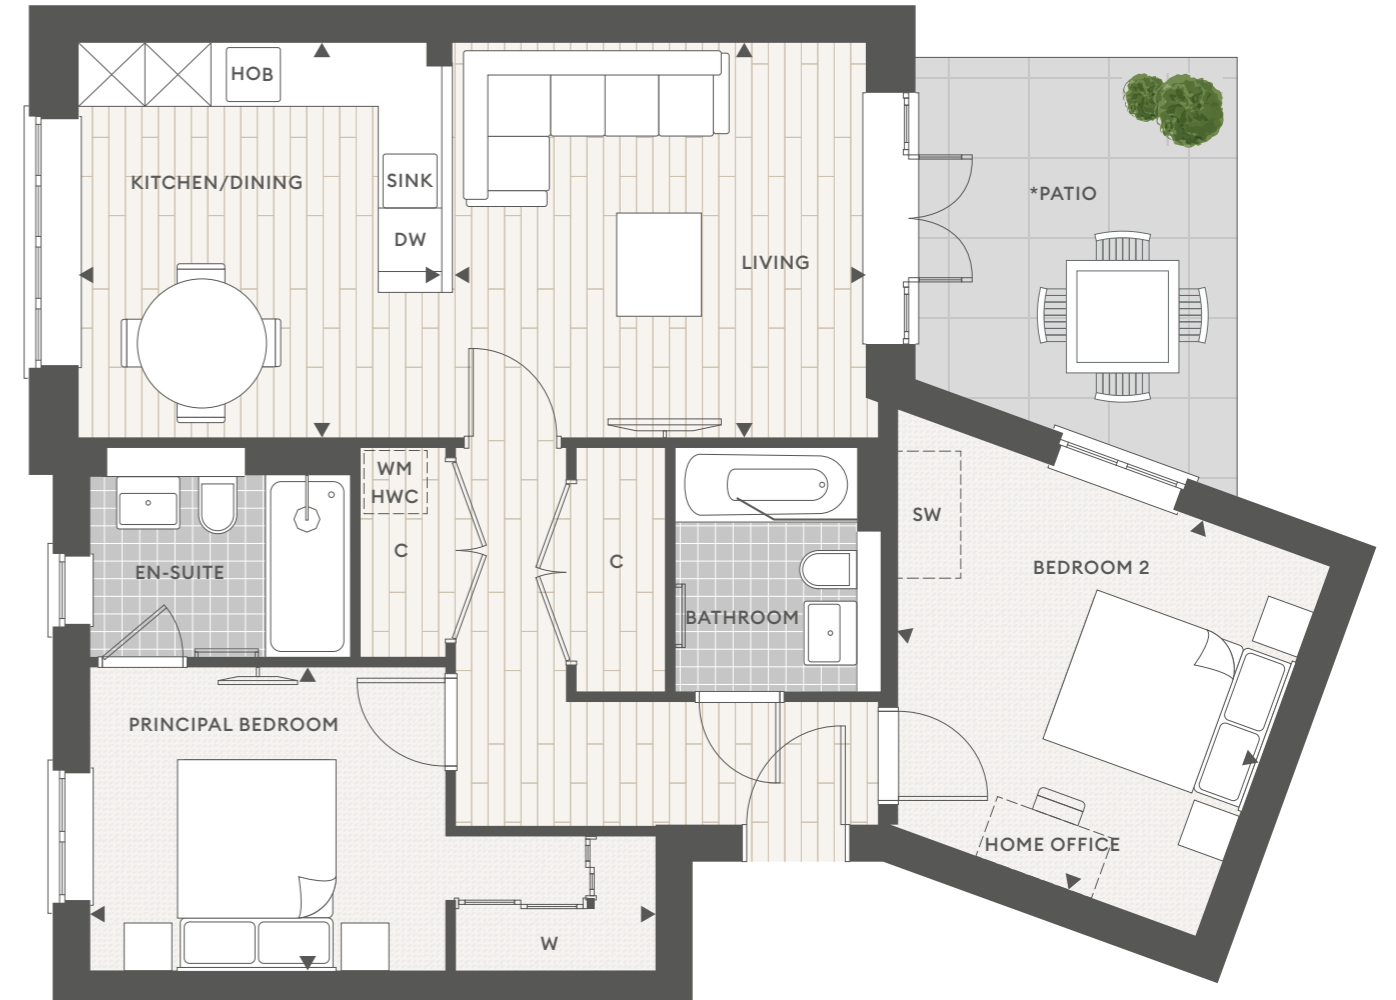 HOB
KITCHEN/DINING
SINK
*PATIO
DW
LIVING
WM
HWC
SW
C
C
BEDROOM 2
EN-SUITE
BATHROOM
PRINCIPAL BEDROOM
HOME OFFICE
W